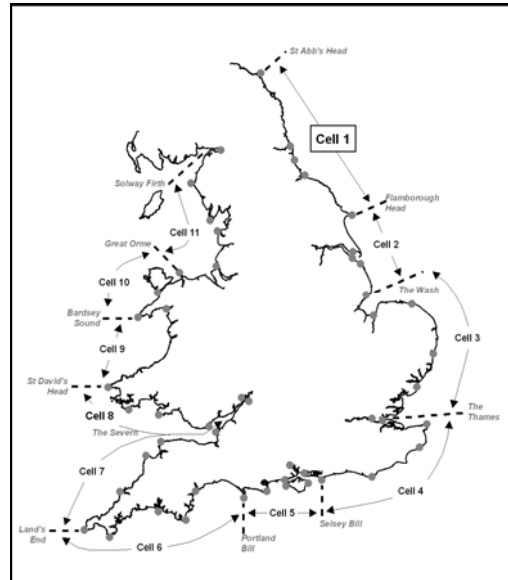 St Abb's Head
Cell 1
Solway Firth
Flamborough
Head
Great Orme
Cell 11
Cell 2
Cell 10
The Wash
Bardsey
Sound
Cell 3
Cell 9
St David's
Head
Cell 8
The
Thames
The Severn
Cell 7
Cell 4
Cell 5
Selsey Bill
Land's
End
Cell 6
Portland
Bill